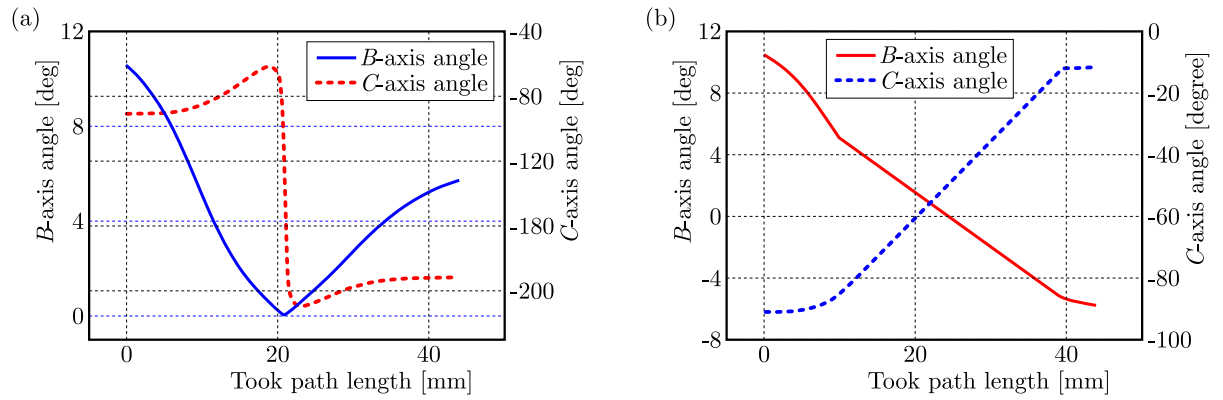 (a)
B-axis angle [deg]
12
8
4
0
B-axis angle
C-axis angle
-40
-80
-120
-180
-210
C-axis angle [deg]
0
20
40
Took path length [mm]
(b)
B-axis angle [deg]
12
8
4
0
-4
-8
B-axis angle
C-axis angle
0
-20
-40
-60
-80
-100
C-axis angle [degree]
0
20
40
Took path length [mm]